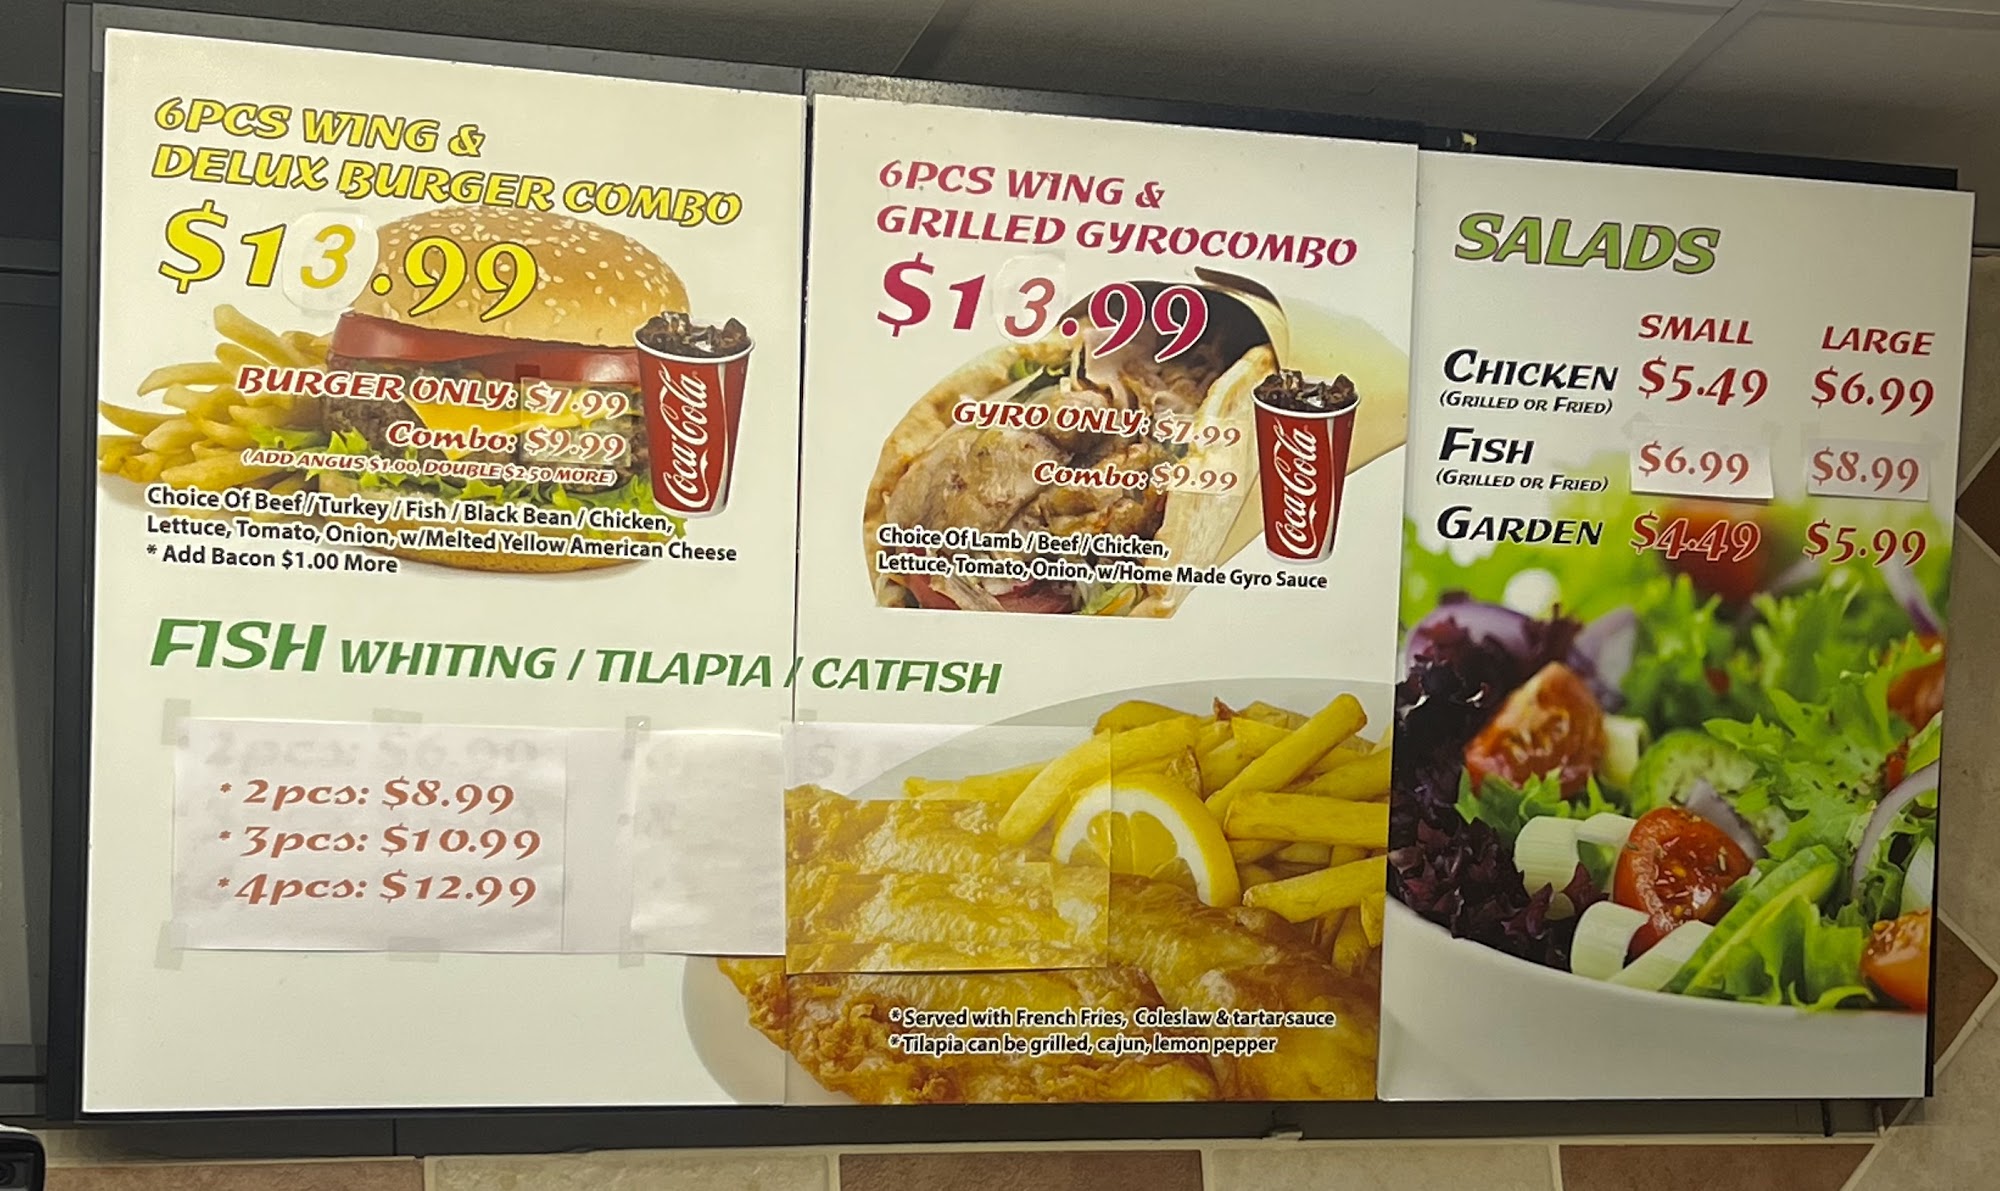 6PCS WING &
DELUX BURGER COMBO
$13.99
BURGER ONLY: $7.99
COMBO: $9.99
(ADD ANGUS $1.00, DOUBLE $2.50 MORE)
Coca-Cola
Choice Of Beef / Turkey / Fish / Black Bean / Chicken,
Lettuce, Tomato, Onion, w/Melted Yellow American Cheese
* Add Bacon $1.00 More
6PCS WING &
GRILLED GYROCOMBO
$13.99
GYRO ONLY: $7.99
COMBO: $9.99
Coca-Cola
Choice Of Lamb / Beef / Chicken,
Lettuce, Tomato, Onion, w/Home Made Gyro Sauce
FISH WHITING / TILAPIA / CATFISH
2pcs: $6.99
* 2pcs: $8.99
* 3pcs: $10.99
* 4pcs: $12.99
* Served with French Fries, Coleslaw & tartar sauce
* Tilapia can be grilled, cajun, lemon pepper
SALADS
SMALL LARGE
CHICKEN $5.49 $6.99
(GRILLED OR FRIED)
FISH $6.99 $8.99
(GRILLED OR FRIED)
GARDEN $4.49 $5.99